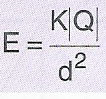 E = K|Q| / d²